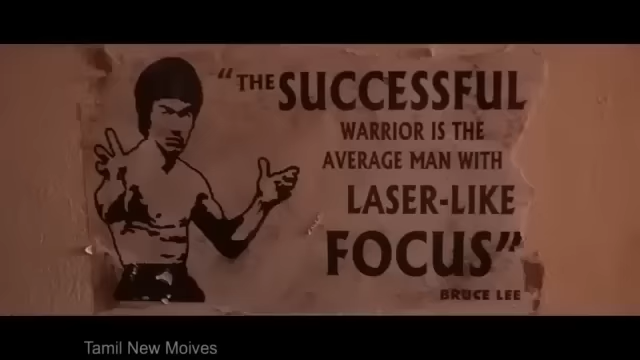 “THE SUCCESSFUL
WARRIOR IS THE
AVERAGE MAN WITH
LASER-LIKE
FOCUS”
BRUCE LEE
Tamil New Moives